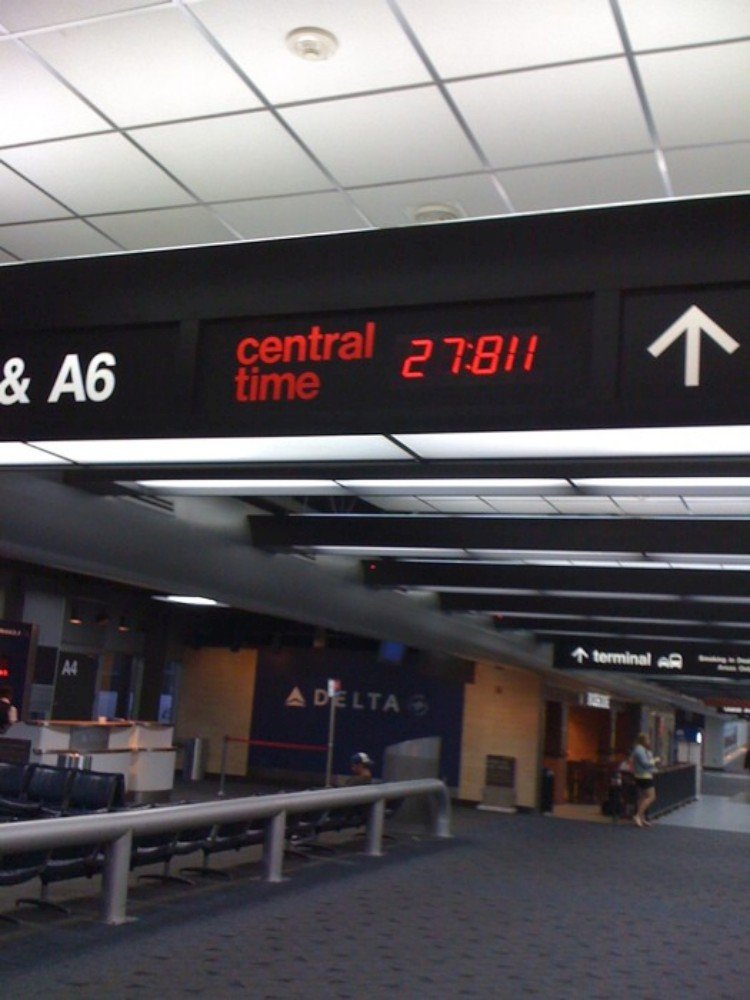 & A6
central
time
27:811
terminal
A4
DELTA